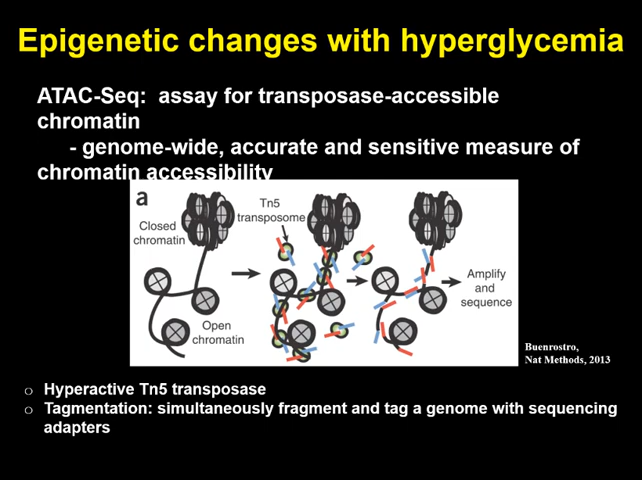 Epigenetic changes with hyperglycemia
ATAC-Seq:  assay for transposase-accessible
chromatin
- genome-wide, accurate and sensitive measure of
chromatin accessibility
a
Tn5
transposome
Closed
chromatin
Open
chromatin
Amplify
and
sequence
Buenrostro,
Nat Methods, 2013
o Hyperactive Tn5 transposase
o Tagmentation: simultaneously fragment and tag a genome with sequencing
adapters